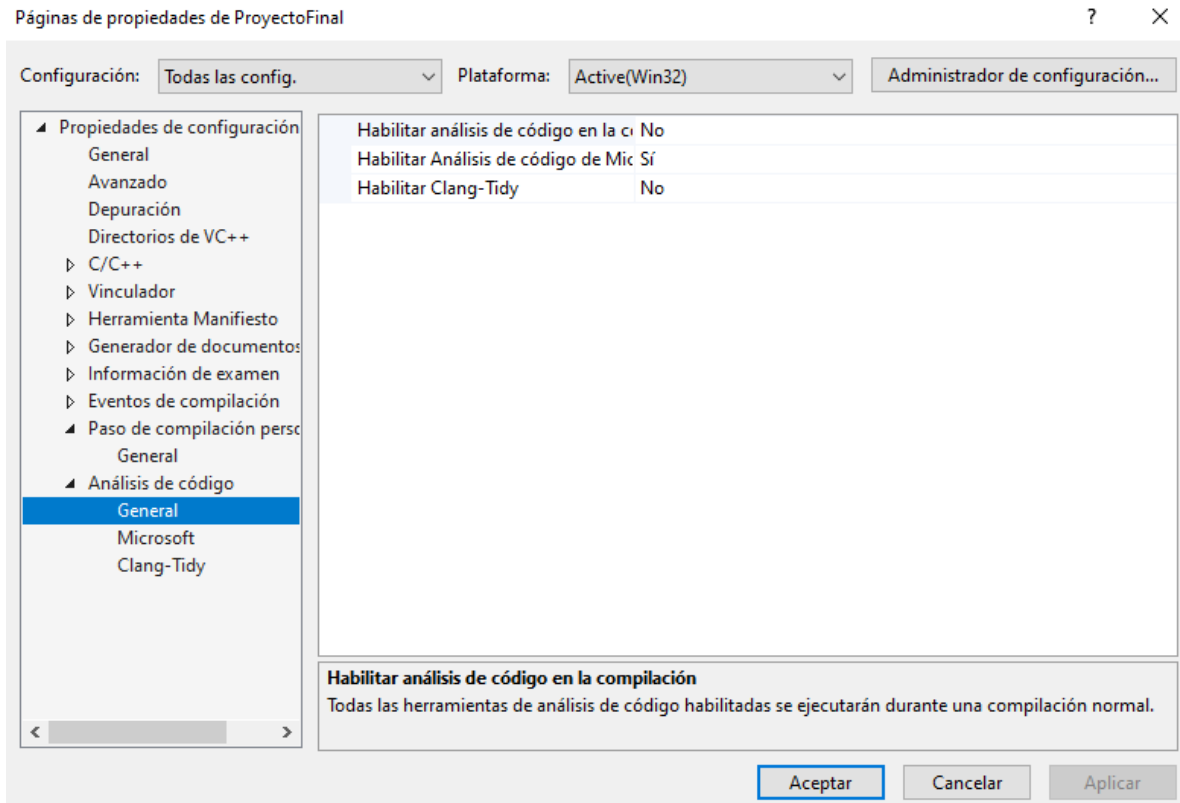 Páginas de propiedades de ProyectoFinal
?
Configuración: Todas las config. Plataforma: Active(Win32) Administrador de configuración...
Propiedades de configuración
General
Avanzado
Depuración
Directorios de VC++
C/C++
Vinculador
Herramienta Manifiesto
Generador de documentos
Información de examen
Eventos de compilación
Paso de compilación perso
General
Análisis de código
General
Microsoft
Clang-Tidy
Habilitar análisis de código en la co No
Habilitar Análisis de código de Mic Sí
Habilitar Clang-Tidy No
Habilitar análisis de código en la compilación
Todas las herramientas de análisis de código habilitadas se ejecutarán durante una compilación normal.
Aceptar Cancelar Aplicar